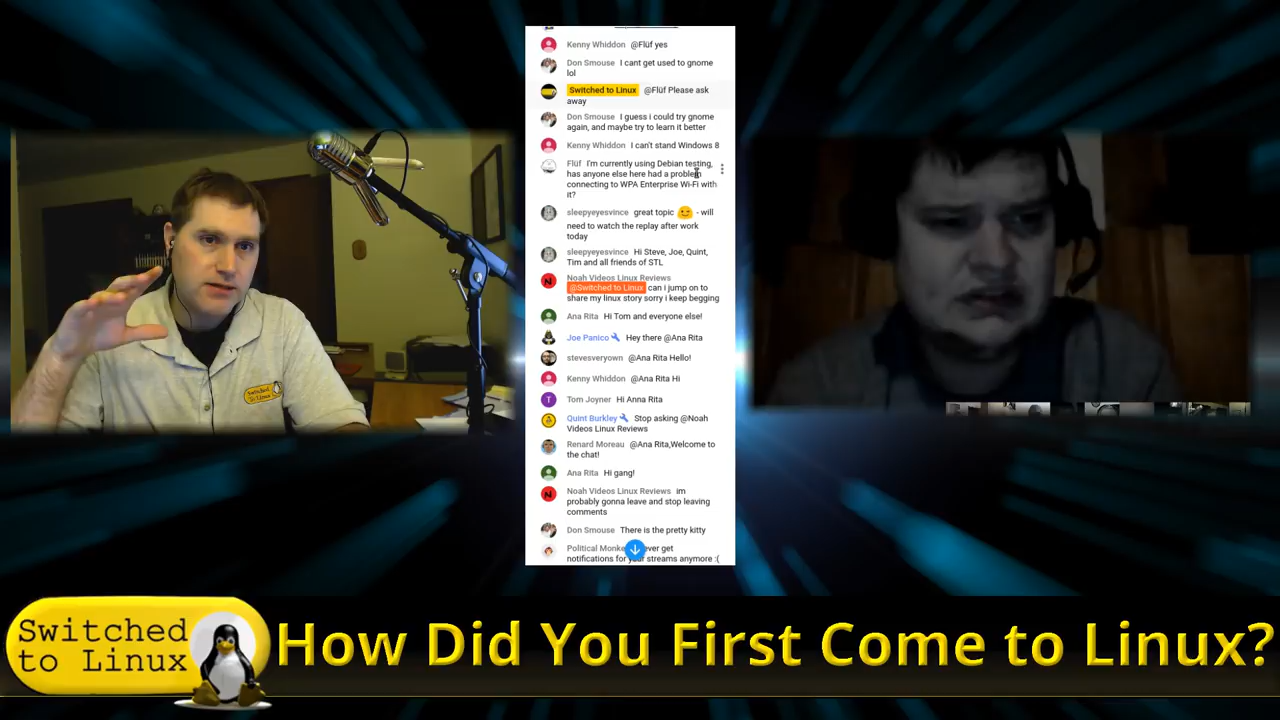 Kenny Whiddon @Flüf yes
Don Smouse I cant get used to gnome
lol
Switched to Linux @Flüf Please ask
away
Don Smouse I guess i could try gnome
again, and maybe try to learn it better
Kenny Whiddon I can't stand Windows 8
Flüf I'm currently using Debian testing,
has anyone else here had a problem
connecting to WPA Enterprise Wi-Fi with
it?
sleepyeyesvince great topic 😉 - will
need to watch the replay after work
today
sleepyeyesvince Hi Steve, Joe, Quint,
Tim and all friends of STL
Noah Videos Linux Reviews
@Switched to Linux can i jump on to
share my linux story sorry i keep begging
Ana Rita Hi Tom and everyone else!
Joe Panico Hey there @Ana Rita
stevesveryown @Ana Rita Hello!
Kenny Whiddon @Ana Rita Hi
Tom Joyner Hi Anna Rita
Quint Burkley Stop asking @Noah
Videos Linux Reviews
Renard Moreau @Ana Rita,Welcome to
the chat!
Ana Rita Hi gang!
Noah Videos Linux Reviews im
probably gonna leave and stop leaving
comments
Don Smouse There is the pretty kitty
Political get
notifications for your streams anymore :(
Switched
to Linux
Switched
to Linux
How Did You First Come to Linux?